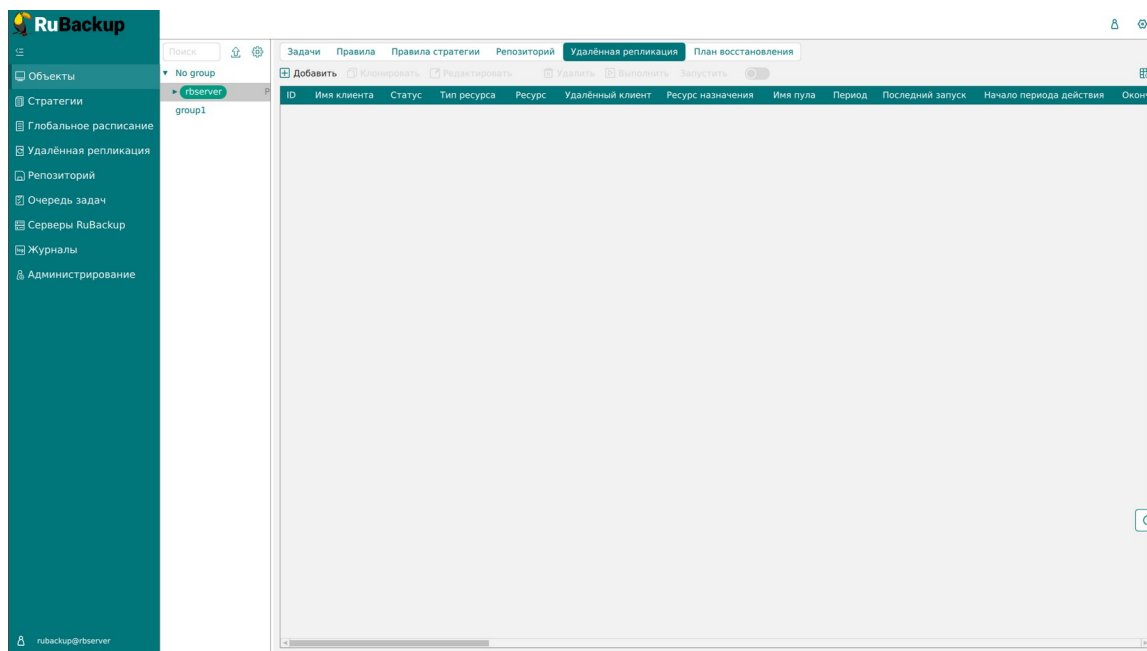 RuBackup
Поиск
Задачи Правила Правила стратегии Репозиторий Удалённая репликация План восстановления
Объекты
Стратегии
Глобальное расписание
Удалённая репликация
Репозиторий
Очередь задач
Серверы RuBackup
Журналы
Администрирование
No group
rbserver P
group1
Добавить Клонировать Редактировать Удалить Выполнить Запустить
ID Имя клиента Статус Тип ресурса Ресурс Удалённый клиент Ресурс назначения Имя пула Период Последний запуск Начало периода действия Окон
rubackup@rbserver